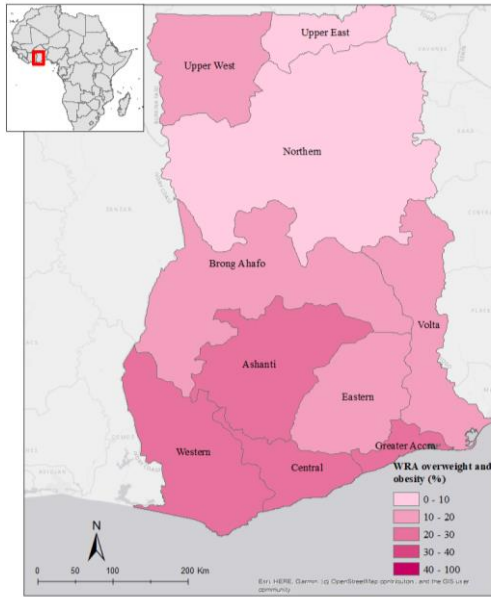 Upper East
Upper West
Northern
Brong Ahafo
Volta
Ashanti
Eastern
Greater Accra
Western
Central
WRA overweight and
obesity (%)
0 - 10
10 - 20
20 - 30
30 - 40
40 - 100
N
0 50 100 200 Km
Esri, HERE, Garmin, (c) OpenStreetMap contributors, and the GIS user
community